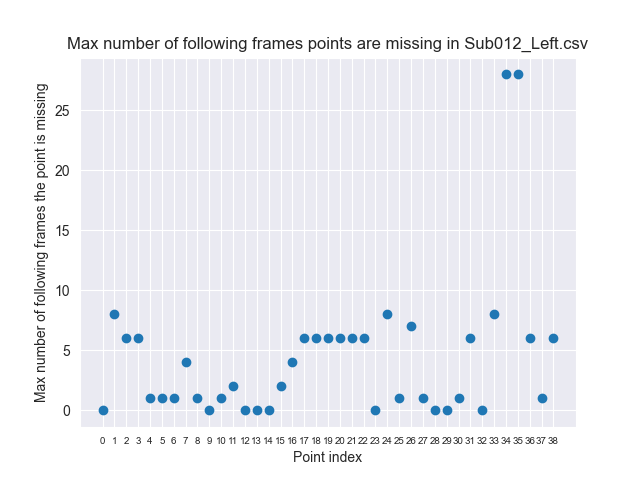 Max number of following frames points are missing in Sub012_Left.csv
Max number of following frames the point is missing
25
20
15
10
5
0
0 1 2 3 4 5 6 7 8 9 10 11 12 13 14 15 16 17 18 19 20 21 22 23 24 25 26 27 28 29 30 31 32 33 34 35 36 37 38
Point index